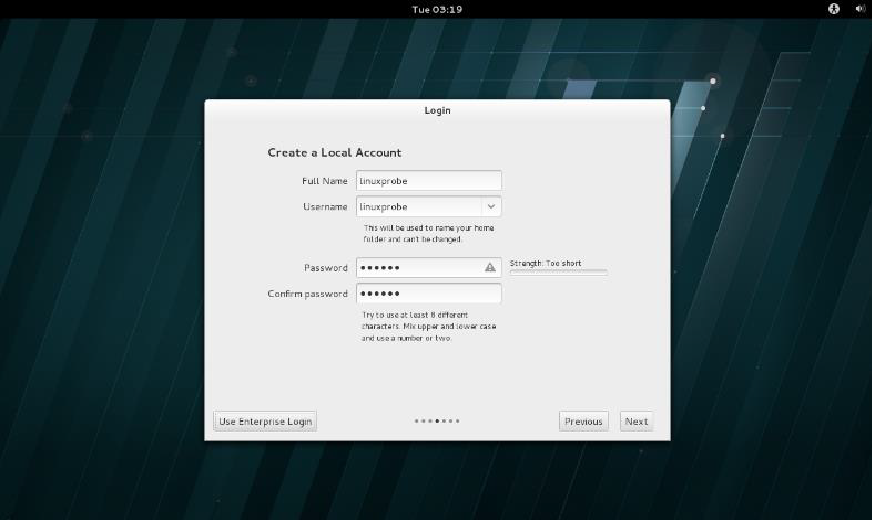 Tue 03:19
Login
Create a Local Account
Full Name linuxprobe
Username linuxprobe
This will be used to name your home
folder and can't be changed.
Password ●●●●●● Strength: Too short
Confirm password ●●●●●●
Try to use at least 8 different
characters. Mix upper and lower case
and use a number or two.
Use Enterprise Login Previous Next